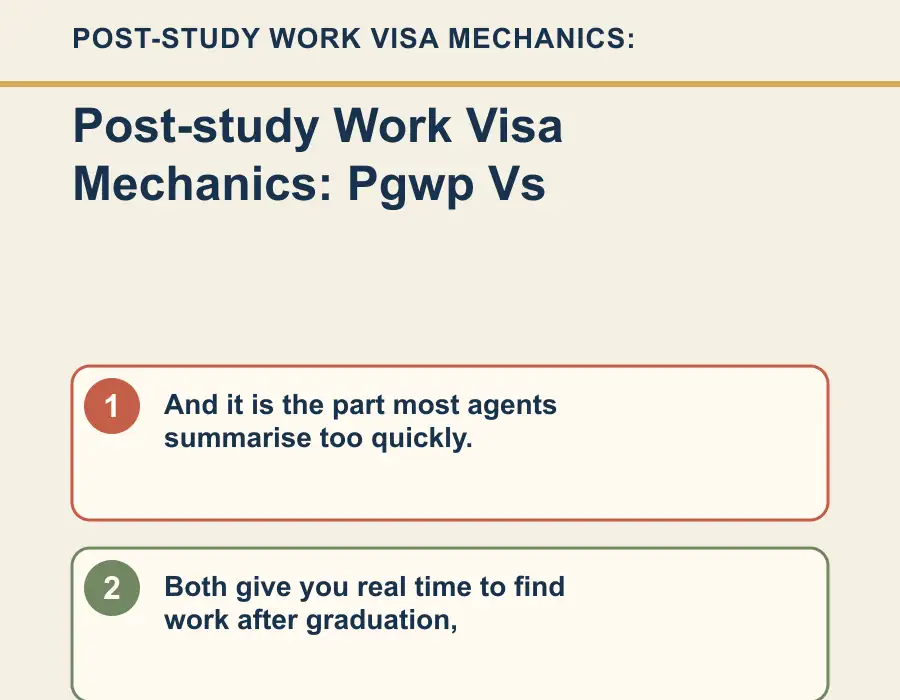 POST-STUDY WORK VISA MECHANICS:
Post-study Work Visa
Mechanics: Pgwp Vs
1
And it is the part most agents
summarise too quickly.
2
Both give you real time to find
work after graduation,